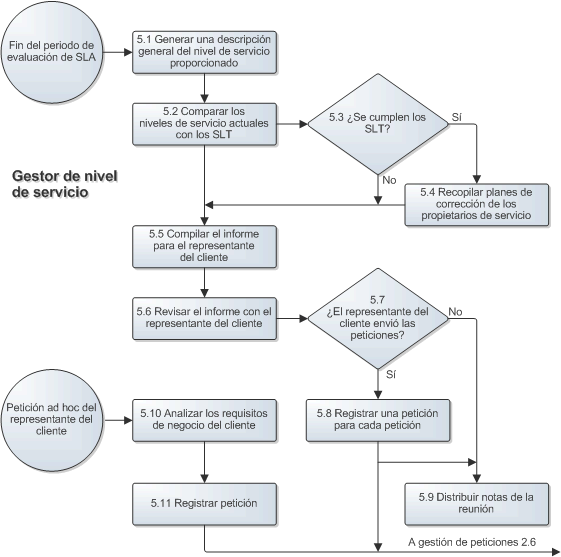 Fin del periodo de
evaluación de SLA
5.1 Generar una descripción
general del nivel de servicio
proporcionado
5.2 Comparar los
niveles de servicio actuales
con los SLT
5.3 ¿Se cumplen los
SLT?
Sí
No
Gestor de nivel
de servicio
5.4 Recopilar planes de
corrección de los
propietarios de servicio
5.5 Compilar el informe
para el representante
del cliente
5.6 Revisar el informe con el
representante del cliente
5.7
¿El representante del
cliente envió las
peticiones?
No
Sí
Petición ad hoc del
representante del
cliente
5.10 Analizar los requisitos
de negocio del cliente
5.8 Registrar una petición
para cada petición
5.11 Registrar petición
5.9 Distribuir notas de la
reunión
A gestión de peticiones 2.6